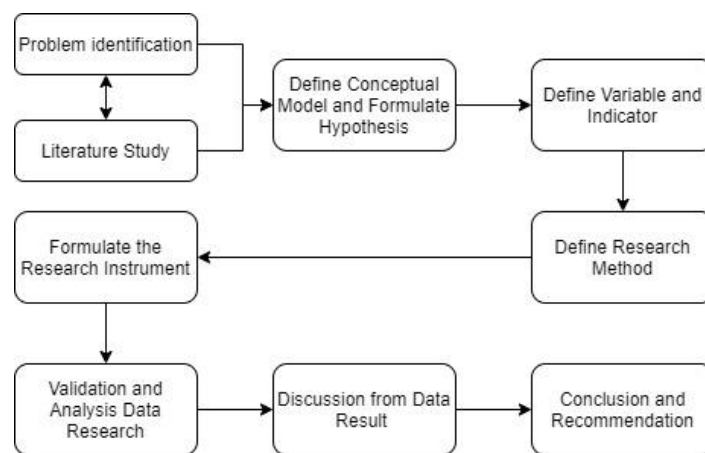 Problem identification
Literature Study
Define Conceptual
Model and Formulate
Hypothesis
Define Variable and
Indicator
Define Research
Method
Formulate the
Research Instrument
Validation and
Analysis Data
Research
Discussion from Data
Result
Conclusion and
Recommendation